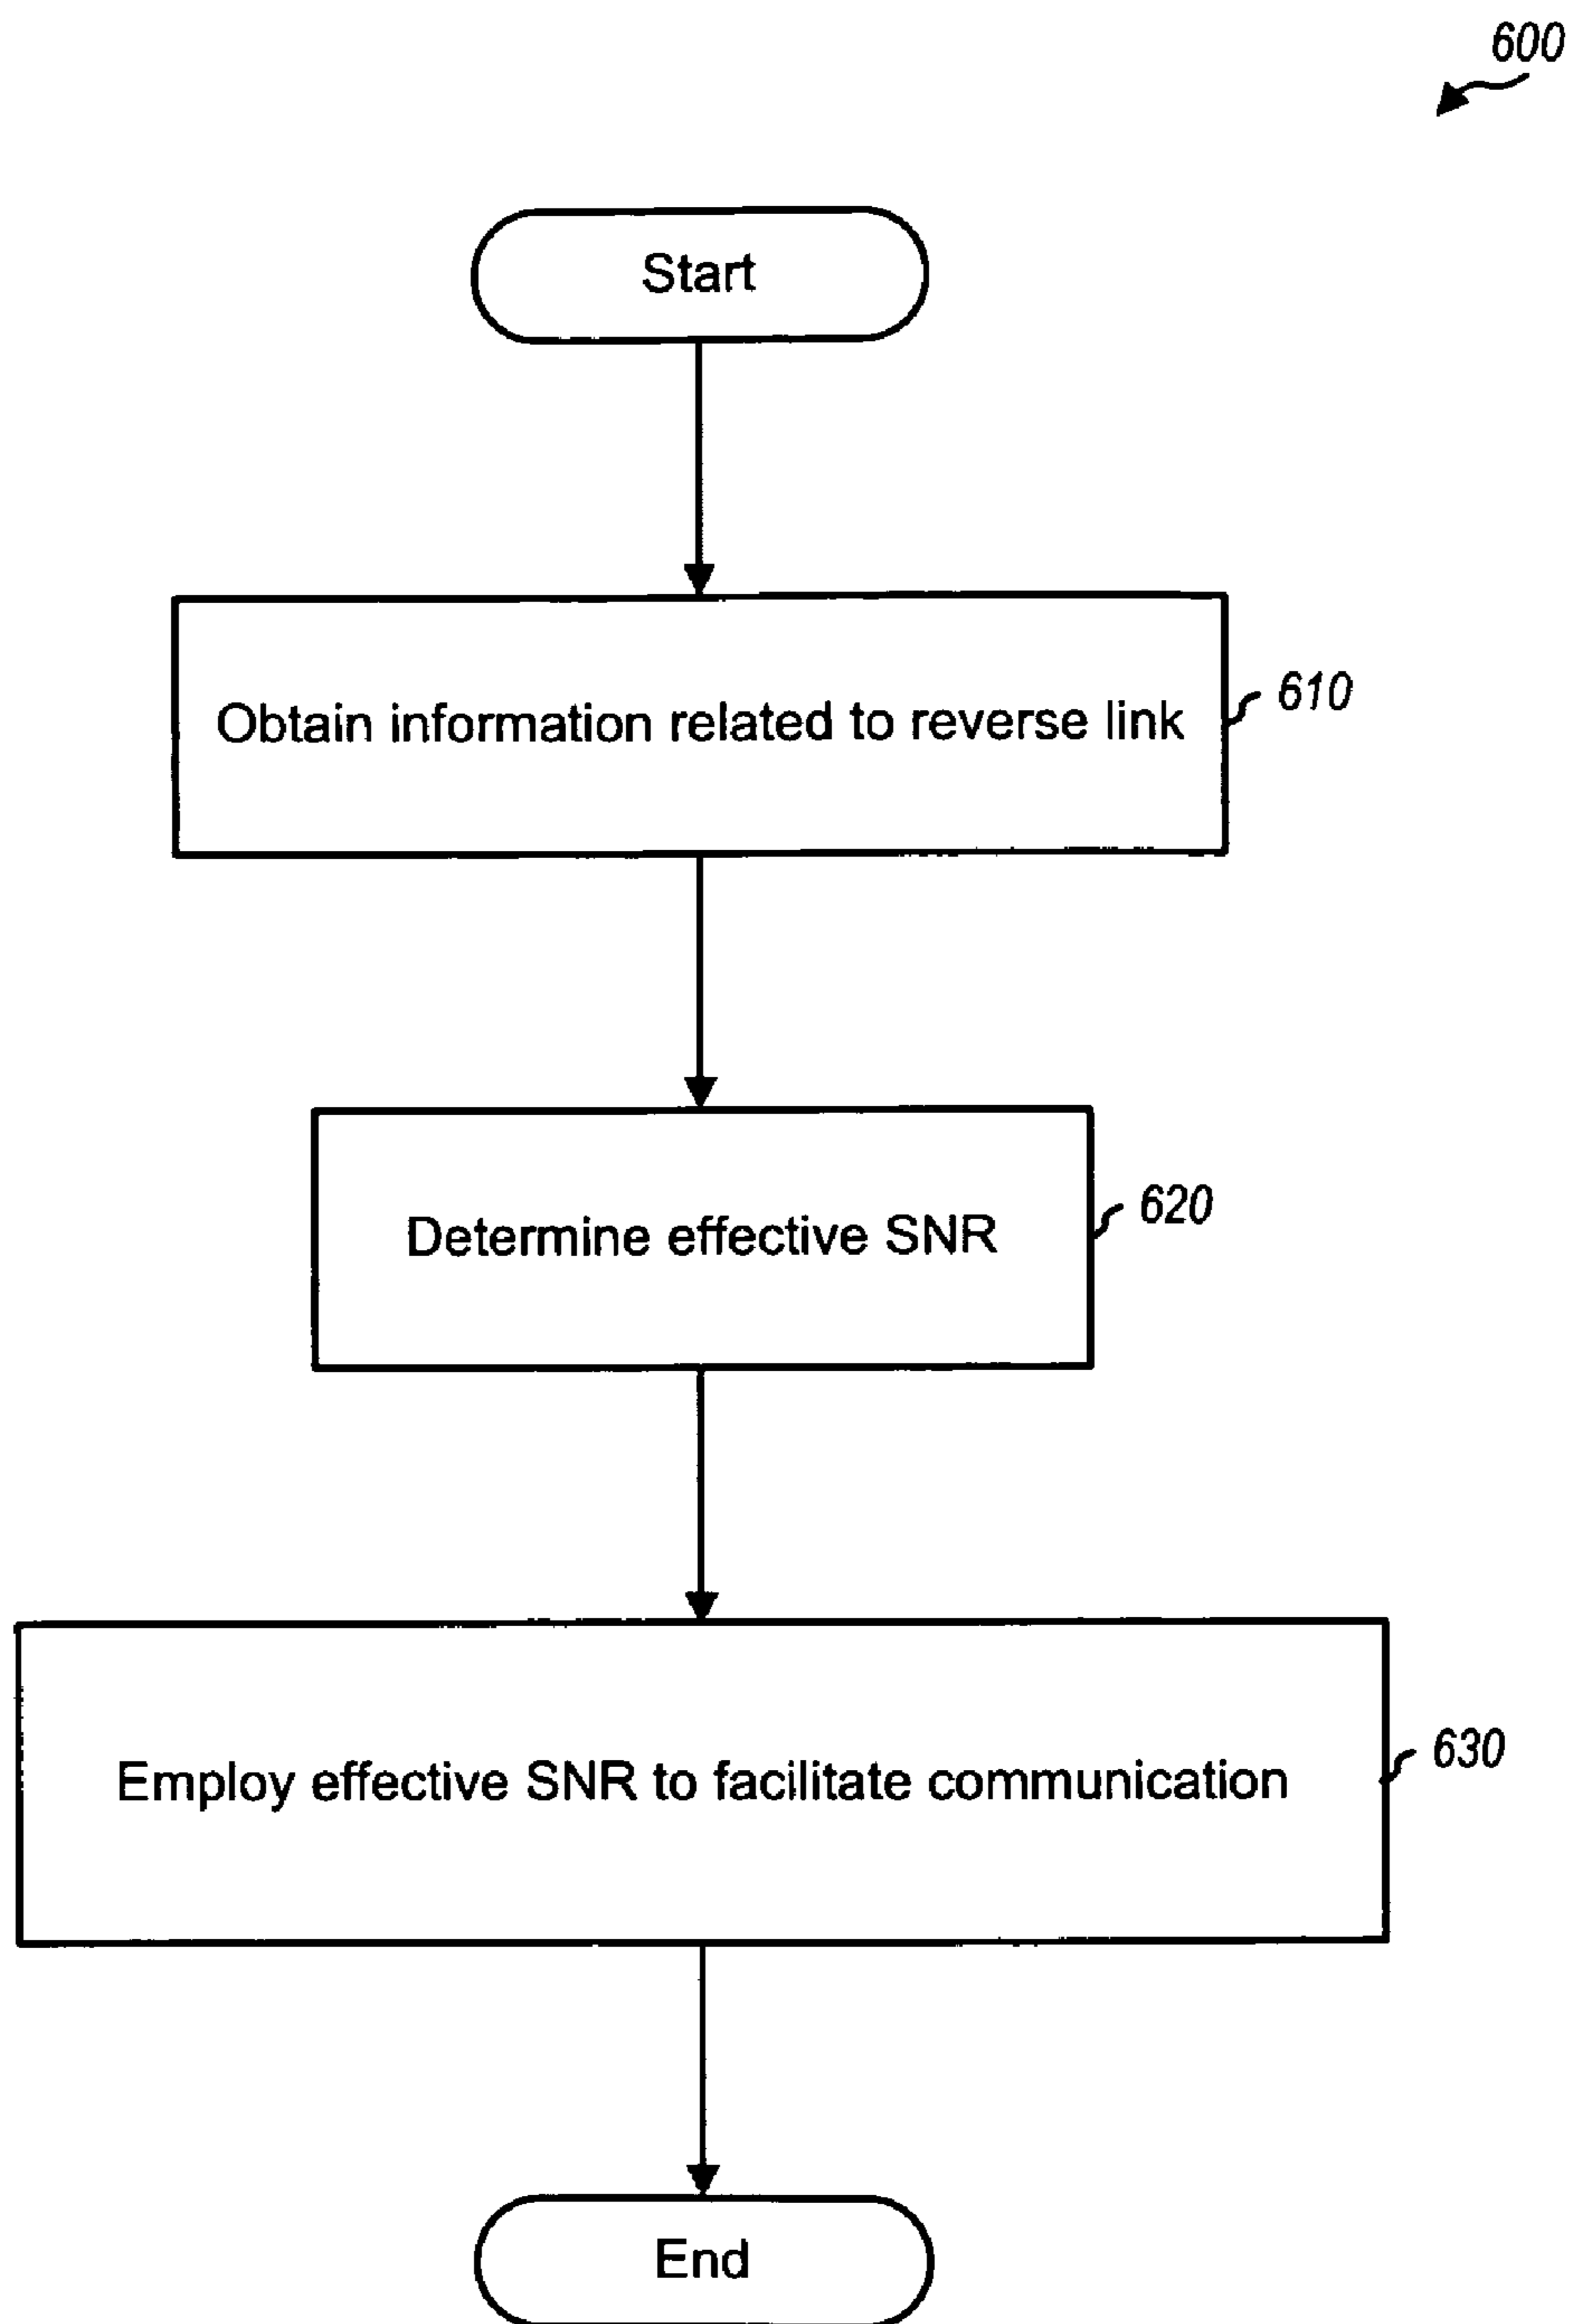 600
Start
Obtain information related to reverse link
610
Determine effective SNR
620
Employ effective SNR to facilitate communication
630
End